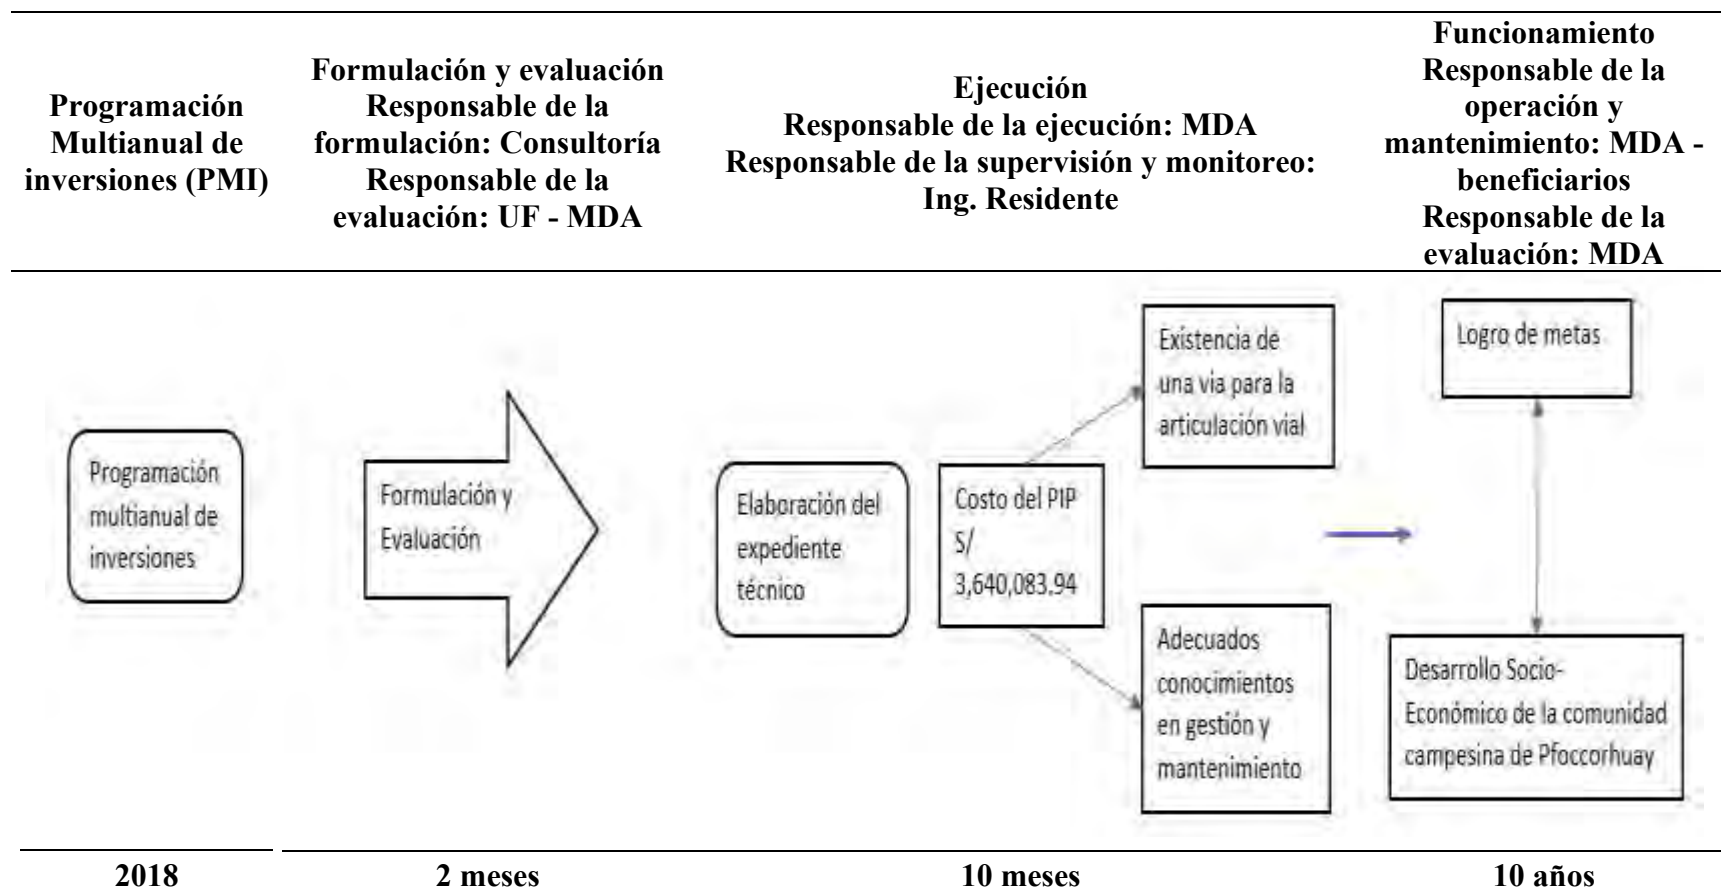 Programación
Multianual de
inversiones (PMI)
Formulación y evaluación
Responsable de la
formulación: Consultoría
Responsable de la
evaluación: UF - MDA
Ejecución
Responsable de la ejecución: MDA
Responsable de la supervisión y monitoreo:
Ing. Residente
Funcionamiento
Responsable de la
operación y
mantenimiento: MDA -
beneficiarios
Responsable de la
evaluación: MDA
Programación
multianual de
inversiones
Formulación y
Evaluación
Elaboración del
expediente
técnico
Costo del PIP
S/
3,640,083.94
Existencia de
una via para la
articulación vial
Adecuados
conocimientos
en gestión y
mantenimiento
Logro de metas
Desarrollo Socio-
Económico de la comunidad
campesina de Pfoccorhuay
2018
2 meses
10 meses
10 años